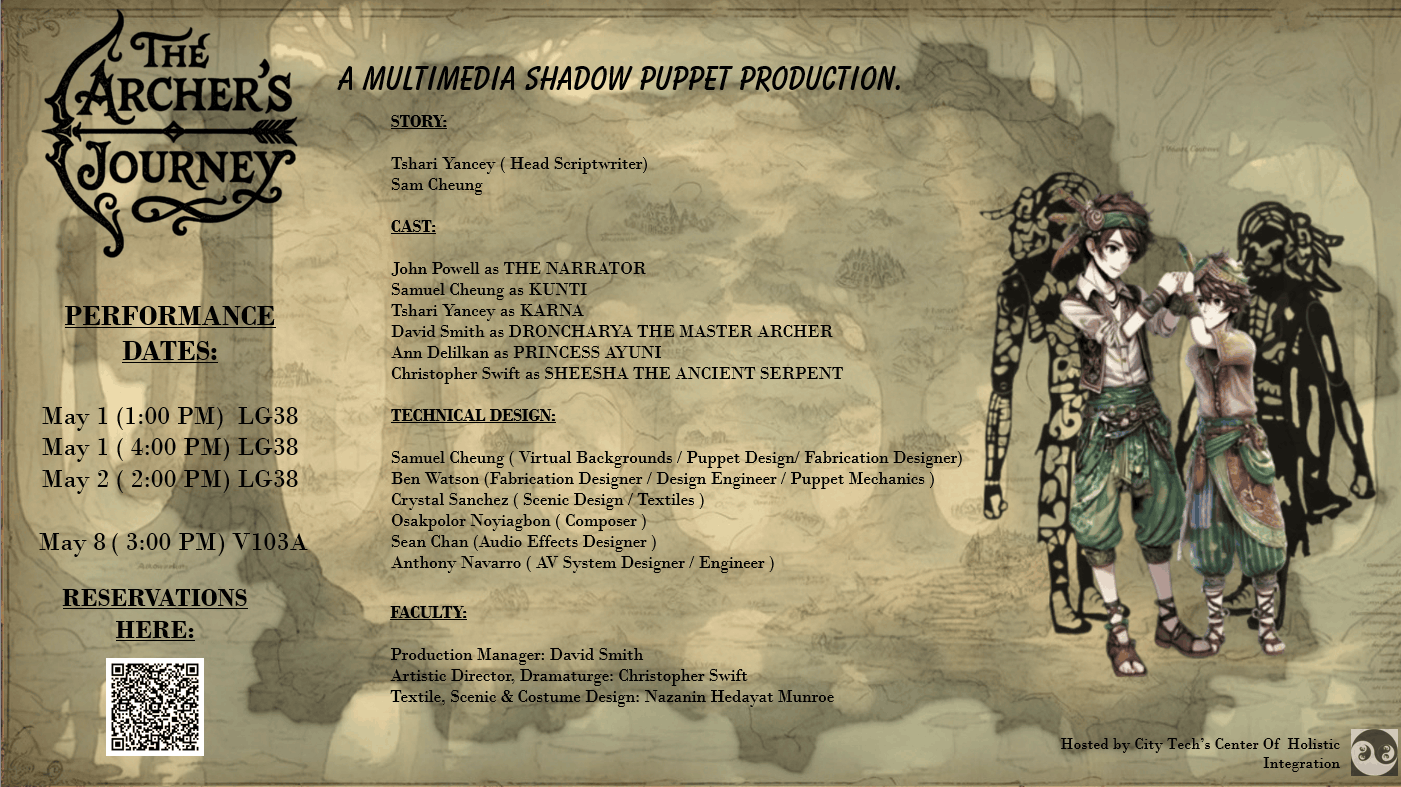 THE
ARCHER'S
JOURNEY
A MULTIMEDIA SHADOW PUPPET PRODUCTION.
PERFORMANCE
DATES:
May 1 (1:00 PM)  LG38
May 1 ( 4:00 PM) LG38
May 2 ( 2:00 PM) LG38
May 8 ( 3:00 PM) V103A
RESERVATIONS
HERE:
STORY:
Tshari Yancey ( Head Scriptwriter)
Sam Cheung
CAST:
John Powell as THE NARRATOR
Samuel Cheung as KUNTI
Tshari Yancey as KARNA
David Smith as DRONCHARYA THE MASTER ARCHER
Ann Delilkan as PRINCESS AYUNI
Christopher Swift as SHEESHA THE ANCIENT SERPENT
TECHNICAL DESIGN:
Samuel Cheung ( Virtual Backgrounds / Puppet Design/ Fabrication Designer)
Ben Watson (Fabrication Designer / Design Engineer / Puppet Mechanics )
Crystal Sanchez ( Scenic Design / Textiles )
Osakpolor Noyiagbon ( Composer )
Sean Chan (Audio Effects Designer )
Anthony Navarro ( AV System Designer / Engineer )
FACULTY:
Production Manager: David Smith
Artistic Director, Dramaturge: Christopher Swift
Textile, Scenic & Costume Design: Nazanin Hedayat Munroe
Hosted by City Tech's Center Of  Holistic
Integration